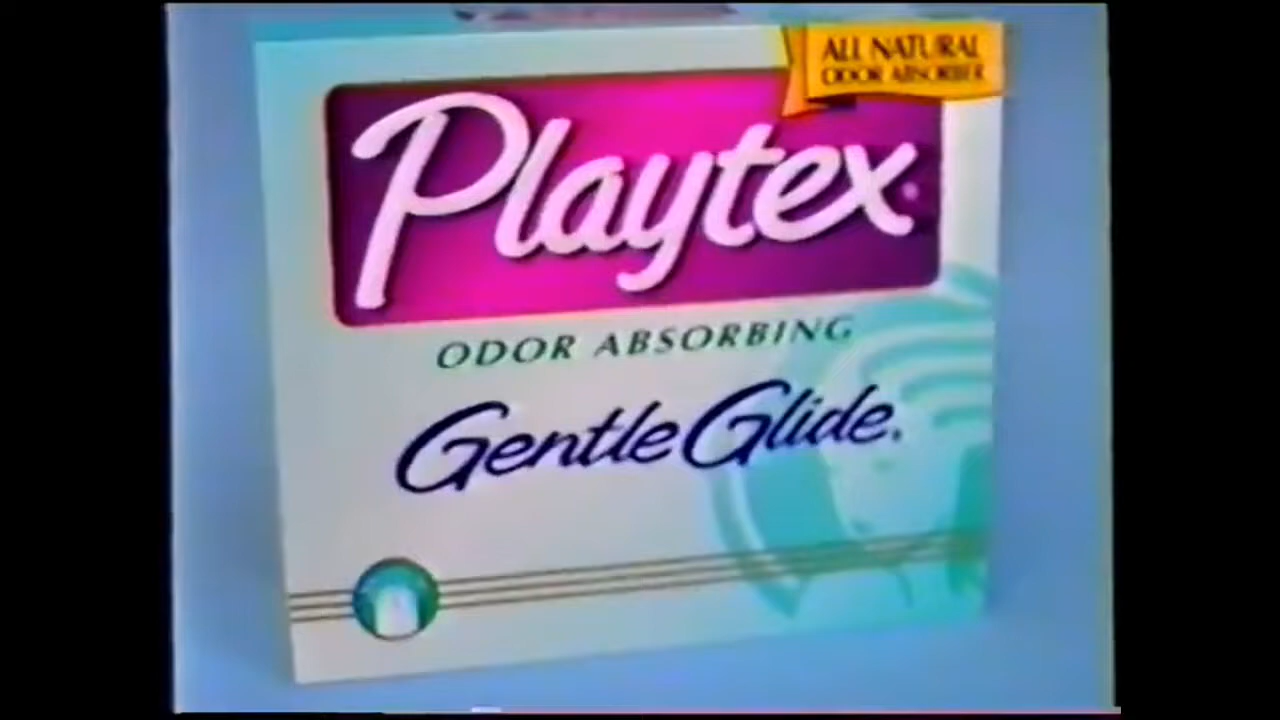 ALL NATURAL
ODOR ABSORBER
Playtex®
ODOR ABSORBING
Gentle Glide®